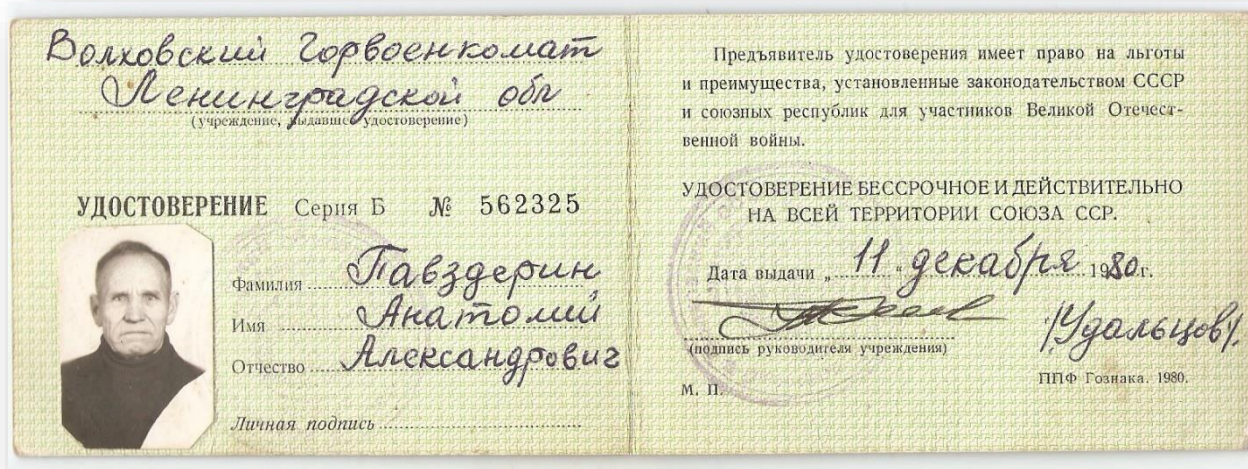 Волховский Горвоенкомат
Ленинградской обл
(учреждение, выдавшее удостоверение)
УДОСТОВЕРЕНИЕ Серия Б № 562325
Фамилия Павздерин
Имя Анатолий
Отчество Александрович
Личная подпись
Предъявитель удостоверения имеет право на льготы
и преимущества, установленные законодательством СССР
и союзных республик для участников Великой Отечест-
венной войны.
УДОСТОВЕРЕНИЕ БЕССРОЧНОЕ И ДЕЙСТВИТЕЛЬНО
НА ВСЕЙ ТЕРРИТОРИИ СОЮЗА ССР.
Дата выдачи „11" декабря 1980 г.
/Удальцов/.
(подпись руководителя учреждения)
М. П.
ППФ Гознака. 1980.